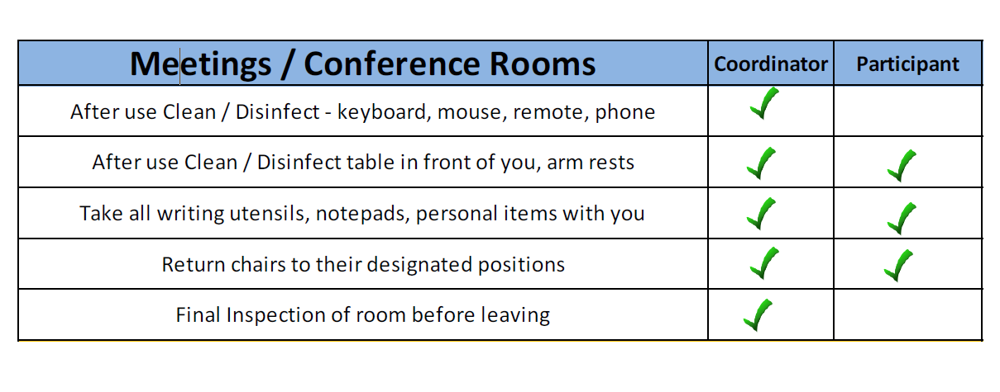 Meetings / Conference Rooms Coordinator Participant
After use Clean / Disinfect - keyboard, mouse, remote, phone
After use Clean / Disinfect table in front of you, arm rests
Take all writing utensils, notepads, personal items with you
Return chairs to their designated positions
Final Inspection of room before leaving